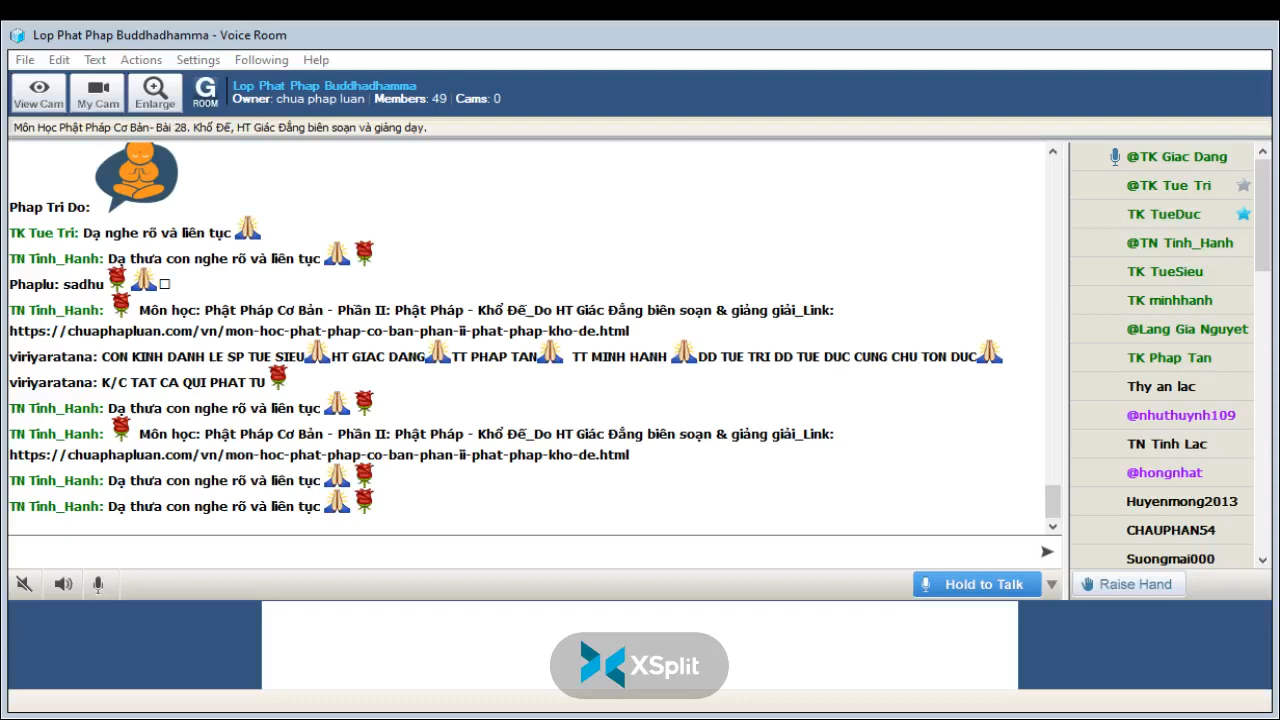 Lop Phat Phap Buddhadhamma - Voice Room
File Edit Text Actions Settings Following Help
View Cam My Cam Enlarge G ROOM
Lop Phat Phap Buddhadhamma
Owner: chua phap luan | Members: 49 | Cams: 0
Môn Học Phật Pháp Cơ Bản- Bài 28. Khổ Đế, HT Giác Đẳng biên soạn và giảng dạy.
Phap Tri Do:
TK Tue Tri: Dạ nghe rõ và liên tục
TN Tinh_Hanh: Dạ thưa con nghe rõ và liên tục
Phaplu: sadhu
TN Tinh_Hanh: Môn học: Phật Pháp Cơ Bản - Phần II: Phật Pháp - Khổ Đế_Do HT Giác Đẳng biên soạn & giảng giải_Link:
https://chuaphapluan.com/vn/mon-hoc-phat-phap-co-ban-phan-ii-phat-phap-kho-de.html
viriyaratana: CON KINH DANH LE SP TUE SIEU HT GIAC DANG TT PHAP TAN TT MINH HANH DD TUE TRI DD TUE DUC CUNG CHU TON DUC
viriyaratana: K/C TAT CA QUI PHAT TU
TN Tinh_Hanh: Dạ thưa con nghe rõ và liên tục
TN Tinh_Hanh: Môn học: Phật Pháp Cơ Bản - Phần II: Phật Pháp - Khổ Đế_Do HT Giác Đẳng biên soạn & giảng giải_Link:
https://chuaphapluan.com/vn/mon-hoc-phat-phap-co-ban-phan-ii-phat-phap-kho-de.html
TN Tinh_Hanh: Dạ thưa con nghe rõ và liên tục
TN Tinh_Hanh: Dạ thưa con nghe rõ và liên tục
Hold to Talk
@TK Giac Dang
@TK Tue Tri
TK TueDuc
@TN Tinh_Hanh
TK TueSieu
TK minhhanh
@Lang Gia Nguyet
TK Phap Tan
Thy an lac
@nhuthuynh109
TN Tinh Lac
@hongnhat
Huyenmong2013
CHAUPHAN54
Suongmai000
Raise Hand
XSplit